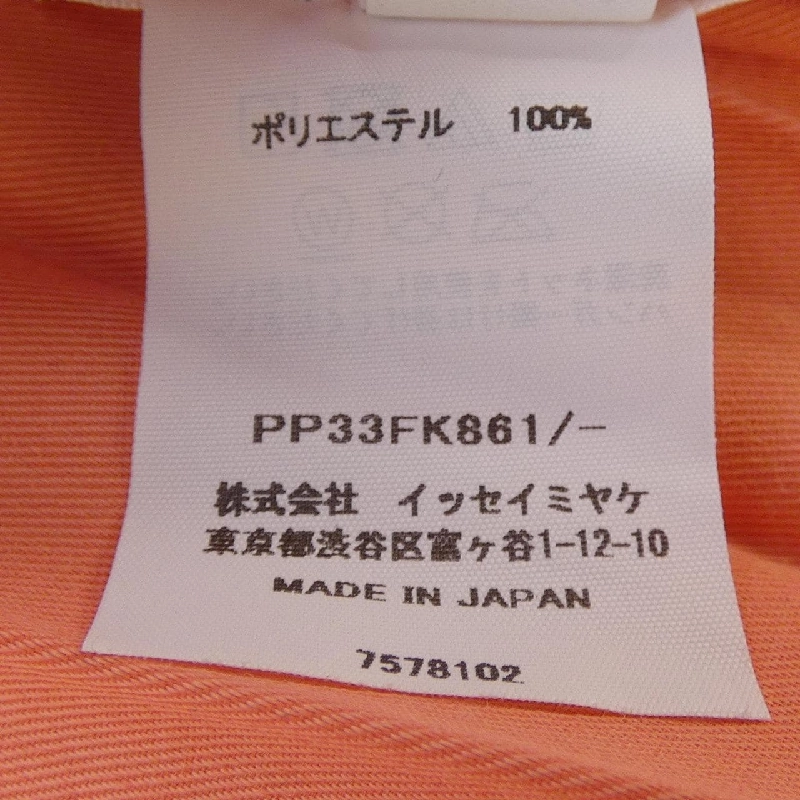 ポリエステル 100%
PP33FK861/-
株式会社 イッセイミヤケ
東京都渋谷区富ヶ谷1-12-10
MADE IN JAPAN
7578102